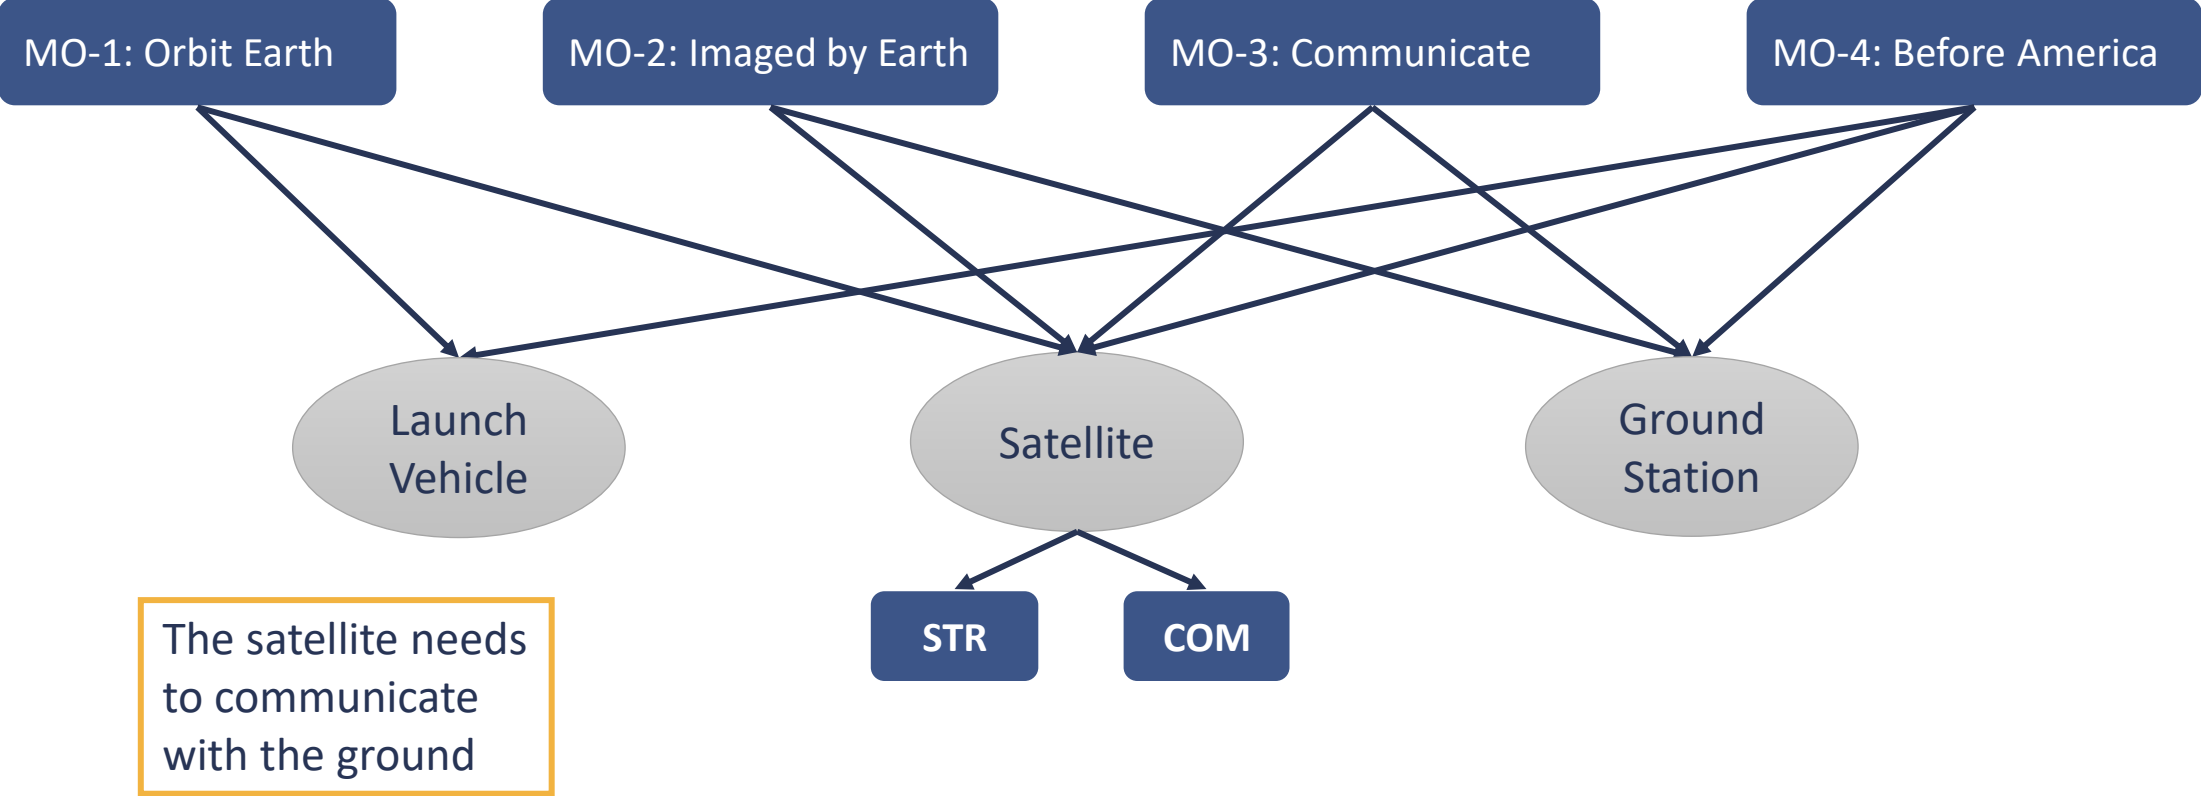 MO-1: Orbit Earth
MO-2: Imaged by Earth
MO-3: Communicate
MO-4: Before America
Launch
Vehicle
Satellite
Ground
Station
STR
COM
The satellite needs
to communicate
with the ground